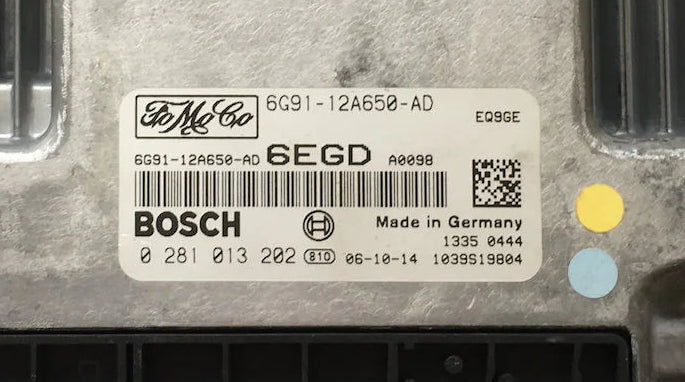 FoMoCo 6G91-12A650-AD
EQ9GE
6G91-12A650-AD 6EGD A0098
BOSCH
Made in Germany
1335 0444
0 281 013 202 810 06-10-14 1039S19804